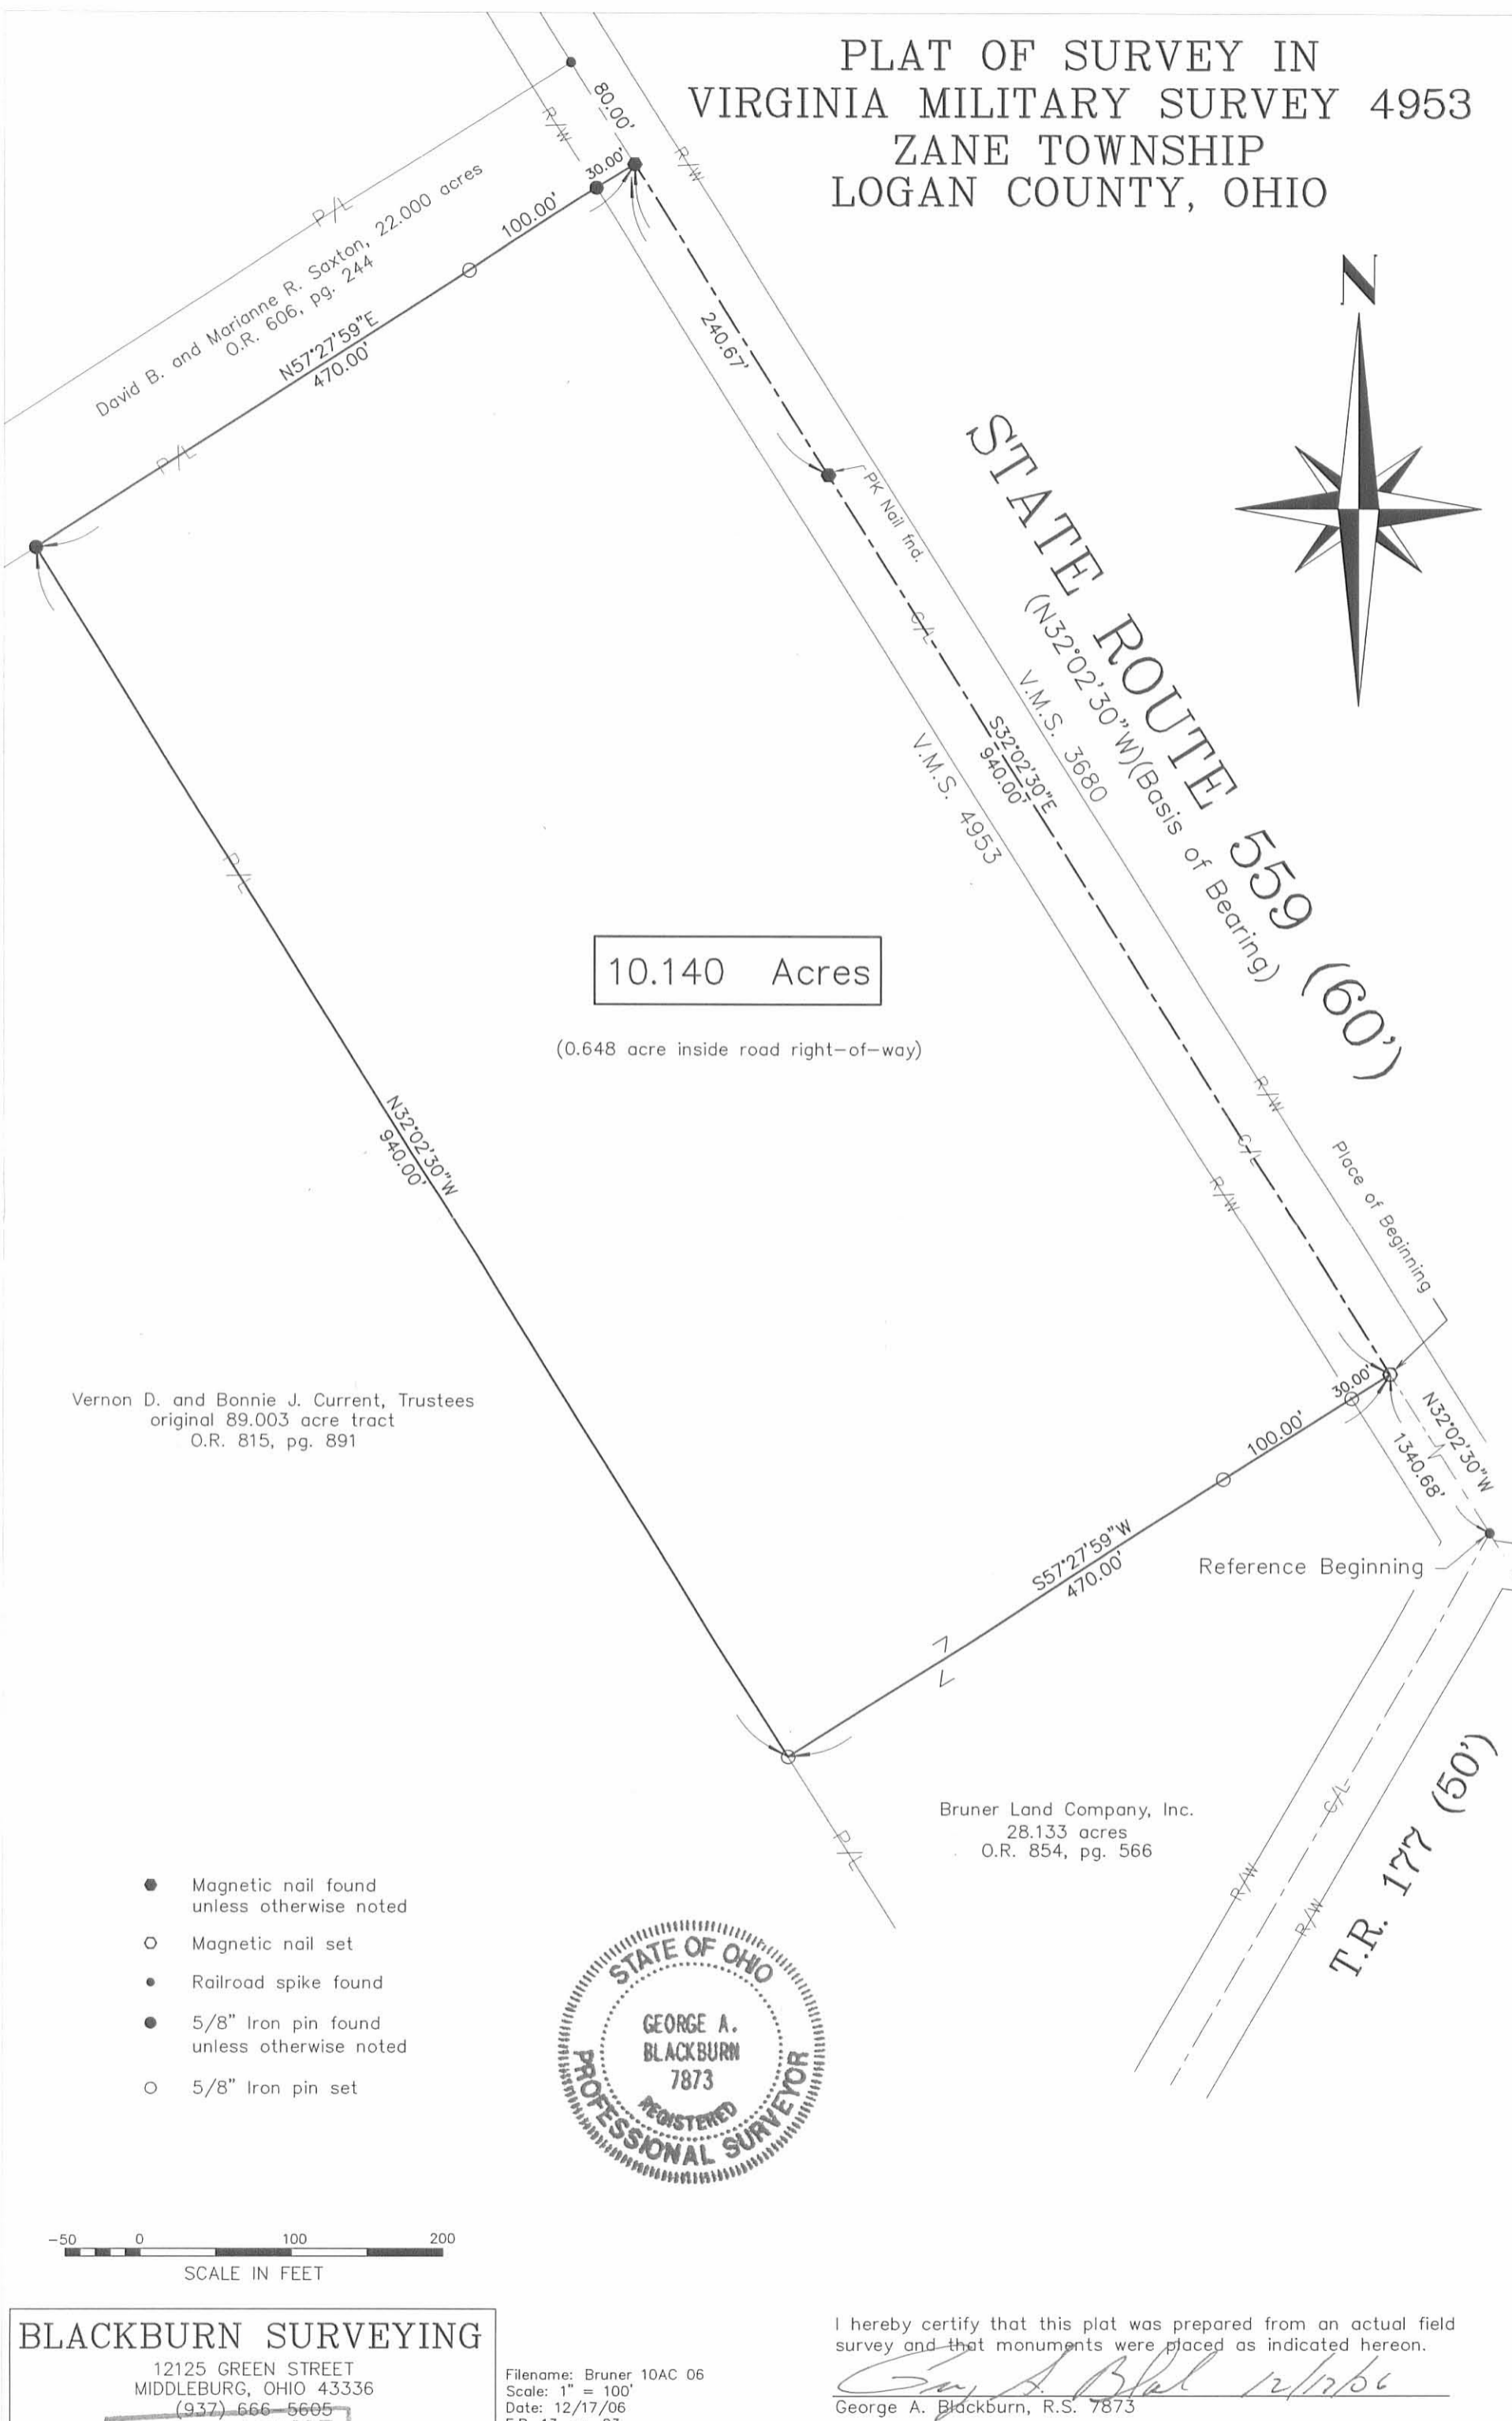 PLAT OF SURVEY IN
VIRGINIA MILITARY SURVEY 4953
ZANE TOWNSHIP
LOGAN COUNTY, OHIO
N
80.00'
R/W
R/W
30.00'
100.00'
P/L
David B. and Marianne R. Saxton, 22.000 acres
O.R. 606, pg. 244
N57°27'59"E
470.00'
P/L
240.67'
PK Nail fnd.
C/L
STATE ROUTE 559 (60')
(N32°02'30"W)(Basis of Bearing)
V.M.S. 3680
S32°02'30"E
940.00'
V.M.S. 4953
P/L
10.140 Acres
(0.648 acre inside road right-of-way)
N32°02'30"W
940.00'
R/W
C/L
R/W
Place of Beginning
30.00'
100.00'
N32°02'30"W
1340.68'
Vernon D. and Bonnie J. Current, Trustees
original 89.003 acre tract
O.R. 815, pg. 891
S57°27'59"W
470.00'
Reference Beginning
Z
P/L
Bruner Land Company, Inc.
28.133 acres
O.R. 854, pg. 566
C/L
R/W
R/W
T.R. 177 (50')
Magnetic nail found
unless otherwise noted
Magnetic nail set
Railroad spike found
5/8" Iron pin found
unless otherwise noted
5/8" Iron pin set
STATE OF OHIO
GEORGE A.
BLACKBURN
7873
REGISTERED
PROFESSIONAL SURVEYOR
-50 0 100 200
SCALE IN FEET
BLACKBURN SURVEYING
12125 GREEN STREET
MIDDLEBURG, OHIO 43336
(937) 666-5605
Filename: Bruner 10AC 06
Scale: 1" = 100'
Date: 12/17/06
I hereby certify that this plat was prepared from an actual field
survey and that monuments were placed as indicated hereon.
12/17/06
George A. Blackburn, R.S. 7873